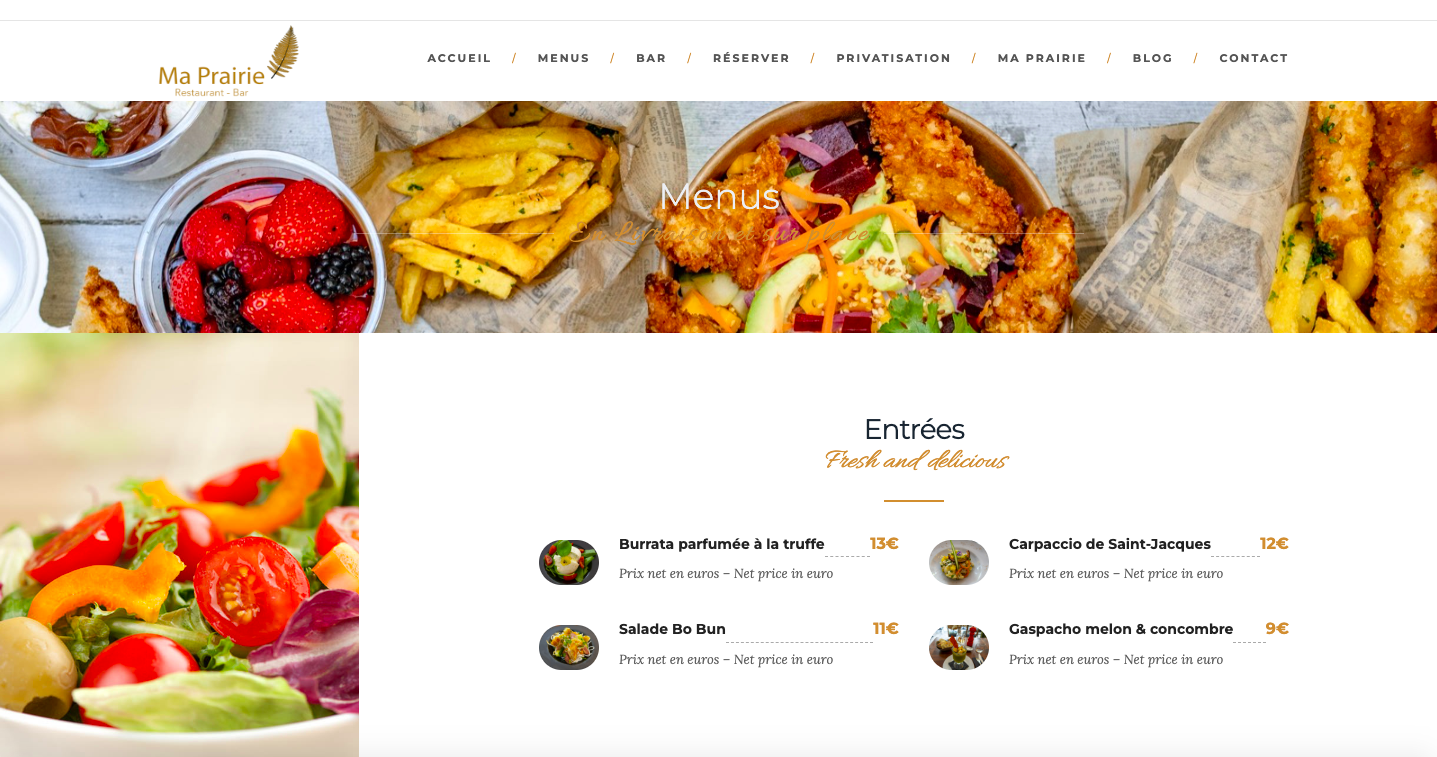 Ma Prairie
Restaurant - Bar
ACCUEIL / MENUS / BAR / RÉSERVER / PRIVATISATION / MA PRAIRIE / BLOG / CONTACT
Menus
sur place
Entrées
Fresh and delicious
Burrata parfumée à la truffe 13€
Prix net en euros – Net price in euro
Carpaccio de Saint-Jacques 12€
Prix net en euros – Net price in euro
Salade Bo Bun 11€
Prix net en euros – Net price in euro
Gaspacho melon & concombre 9€
Prix net en euros – Net price in euro